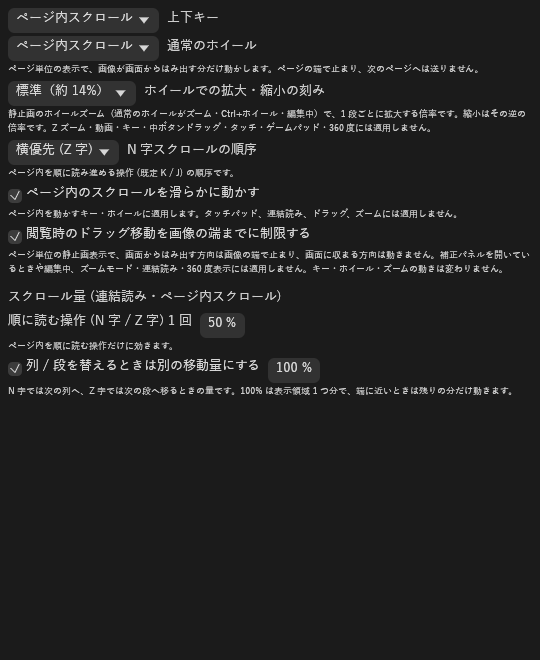 ページ内スクロール 上下キー
ページ内スクロール 通常のホイール
ページ単位の表示で、画像が画面からはみ出す分だけ動かします。ページの端で止まり、次のページへは送りません。
標準 (約 14%) ホイールでの拡大・縮小の刻み
静止画のホイールズーム (通常のホイールがズーム・Ctrl+ホイール・編集中) で、1 段ごとに拡大する倍率です。縮小はその逆の
倍率です。Z ズーム・動画・キー・中ボタンドラッグ・タッチ・ゲームパッド・360 度には適用しません。
横優先 (Z 字) N 字スクロールの順序
ページ内を順に読み進める操作 (既定 K / J) の順序です。
ページ内のスクロールを滑らかに動かす
ページ内を動かすキー・ホイールに適用します。タッチパッド、連結読み、ドラッグ、ズームには適用しません。
閲覧時のドラッグ移動を画像の端までに制限する
ページ単位の静止画表示で、画面からはみ出す方向は画像の端で止まり、画面に収まる方向は動きません。補正パネルを開いてい
るときや編集中、ズームモード・連結読み・360 度表示には適用しません。キー・ホイール・ズームの動きは変わりません。
スクロール量 (連結読み・ページ内スクロール)
順に読む操作 (N 字 / Z 字) 1 回 50 %
ページ内を順に読む操作だけに効きます。
列 / 段を替えるときは別の移動量にする 100 %
N 字では次の列へ、Z 字では次の段へ移るときの量です。100% は表示領域 1 つ分で、端に近いときは残りの分だけ動きます。